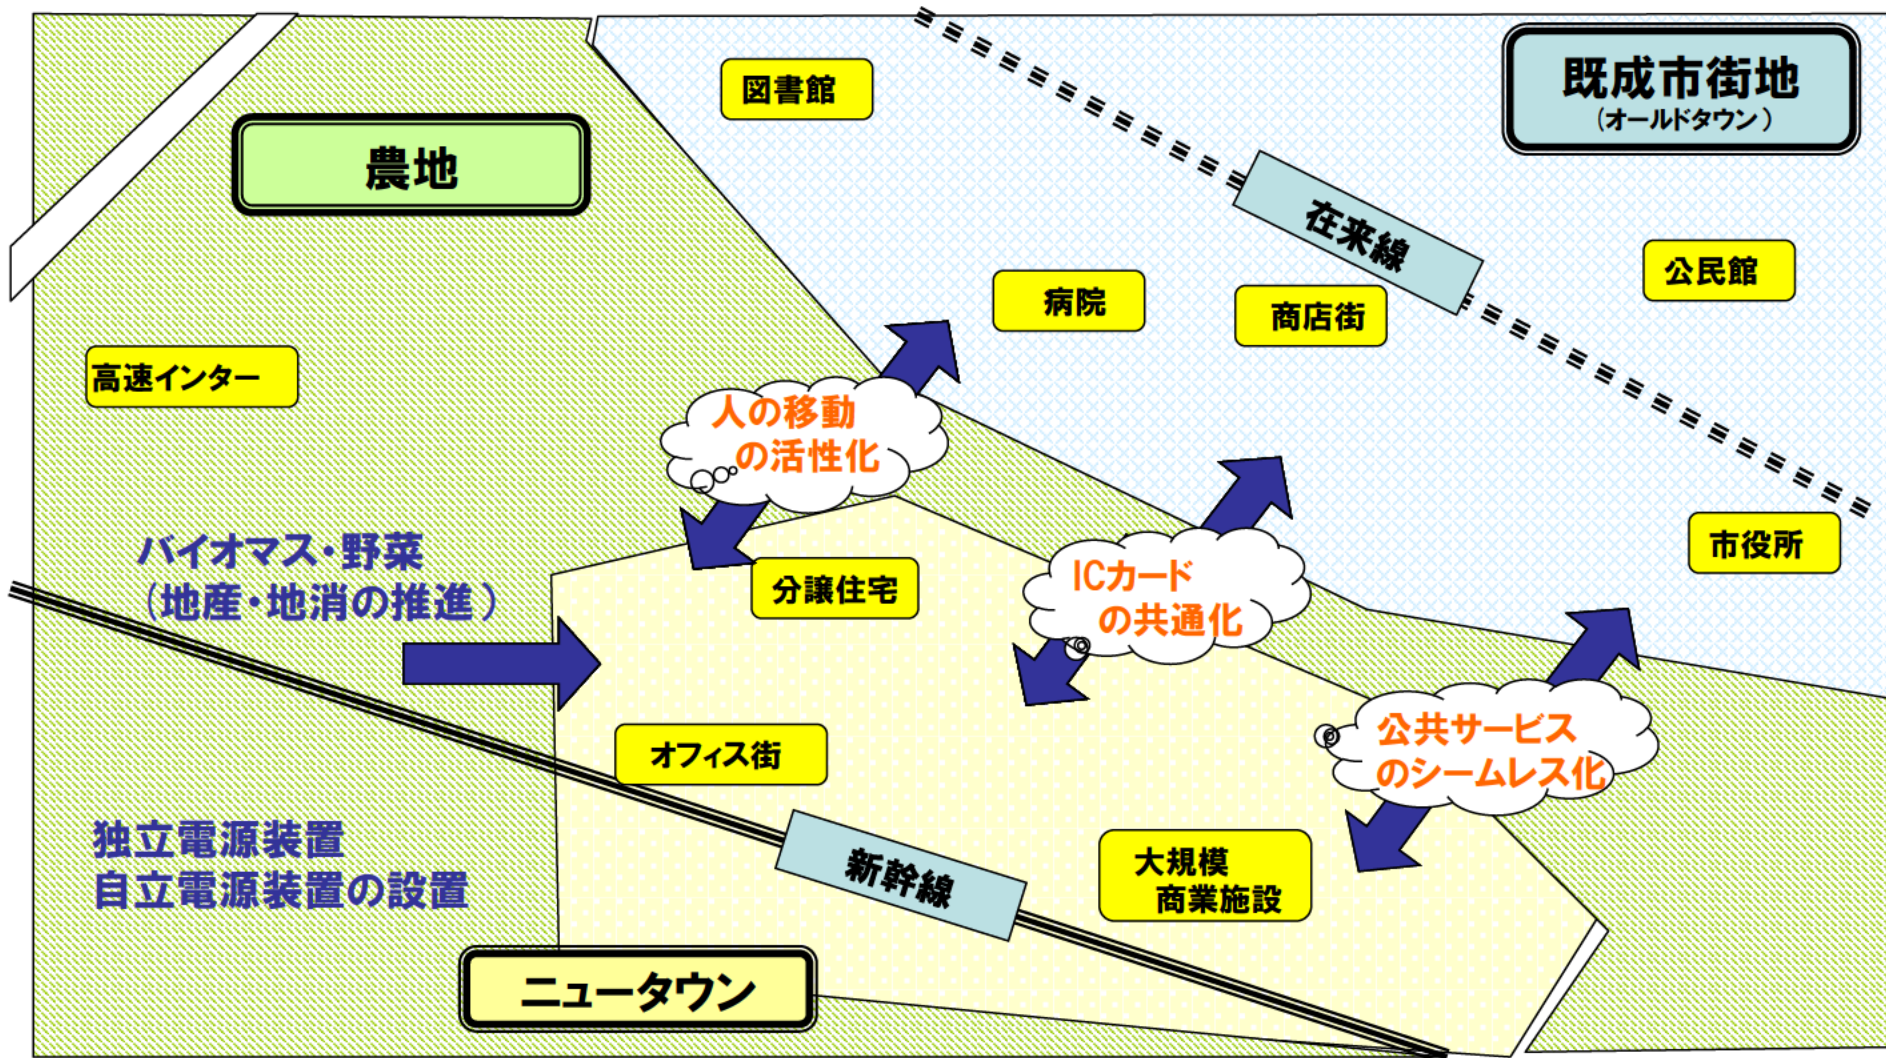 図書館
既成市街地
(オールドタウン)
農地
在来線
公民館
病院
商店街
高速インター
人の移動
の活性化
市役所
バイオマス・野菜
(地産・地消の推進)
分譲住宅
ICカード
の共通化
オフィス街
公共サービス
のシームレス化
独立電源装置
自立電源装置の設置
新幹線
大規模
商業施設
ニュータウン